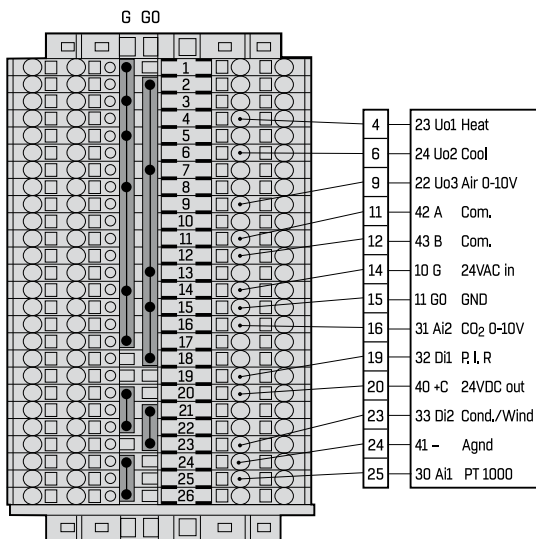 G G0
1
2
3
4
5
6
7
8
9
10
11
12
13
14
15
16
17
18
19
20
21
22
23
24
25
26
4 23 Uo1 Heat
6 24 Uo2 Cool
9 22 Uo3 Air 0-10V
11 42 A Com.
12 43 B Com.
14 10 G 24VAC in
15 11 G0 GND
16 31 Ai2 CO₂ 0-10V
19 32 Di1 P.I.R
20 40 +C 24VDC out
23 33 Di2 Cond./Wind
24 41 – Agnd
25 30 Ai1 PT 1000